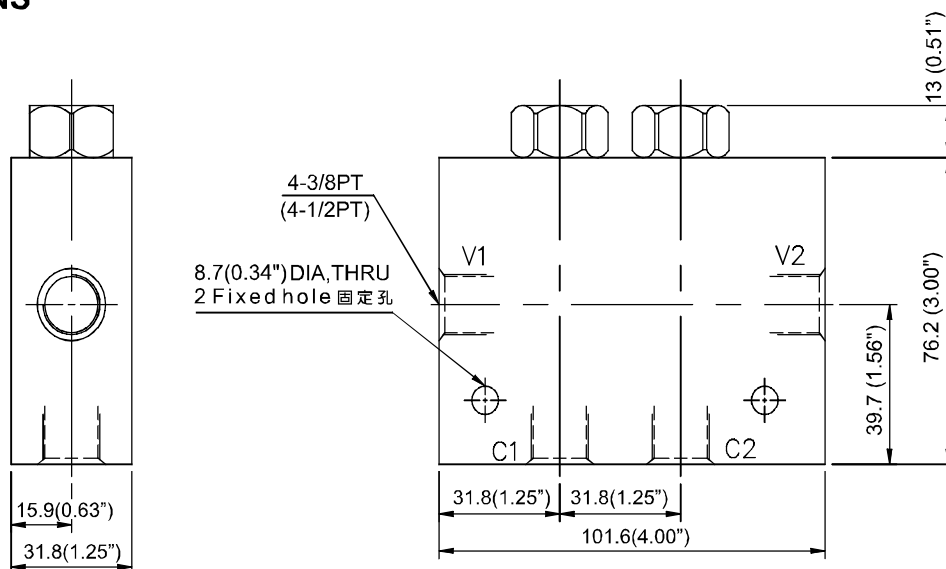 NS
13 (0.51")
4-3/8PT
(4-1/2PT)
V1
V2
8.7(0.34") DIA,THRU
2 Fixed hole 固定孔
76.2 (3.00")
39.7 (1.56")
C1
C2
15.9(0.63")
31.8(1.25")
31.8(1.25")
31.8(1.25")
101.6(4.00")